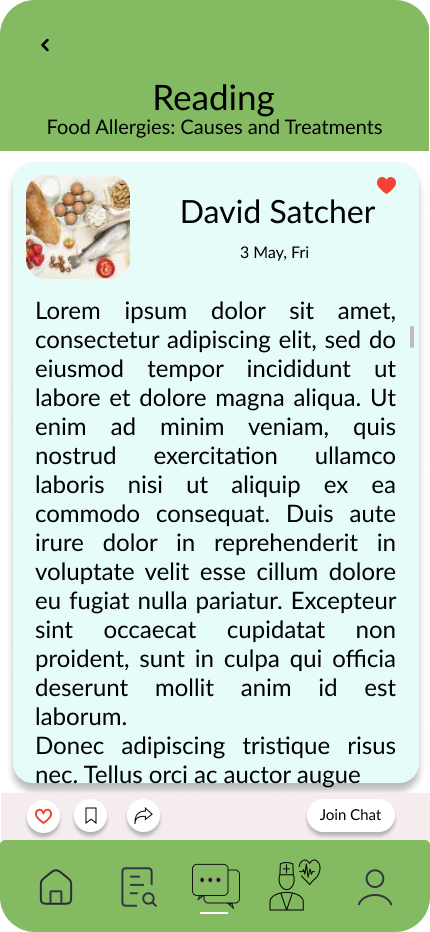 Reading
Food Allergies: Causes and Treatments
David Satcher
3 May, Fri
Lorem ipsum dolor sit amet,
consectetur adipiscing elit, sed do
eiusmod tempor incididunt ut
labore et dolore magna aliqua. Ut
enim ad minim veniam, quis
nostrud exercitation ullamco
laboris nisi ut aliquip ex ea
commodo consequat. Duis aute
irure dolor in reprehenderit in
voluptate velit esse cillum dolore
eu fugiat nulla pariatur. Excepteur
sint occaecat cupidatat non
proident, sunt in culpa qui officia
deserunt mollit anim id est
laborum.
Donec adipiscing tristique risus
nec. Tellus orci ac auctor augue
Join Chat